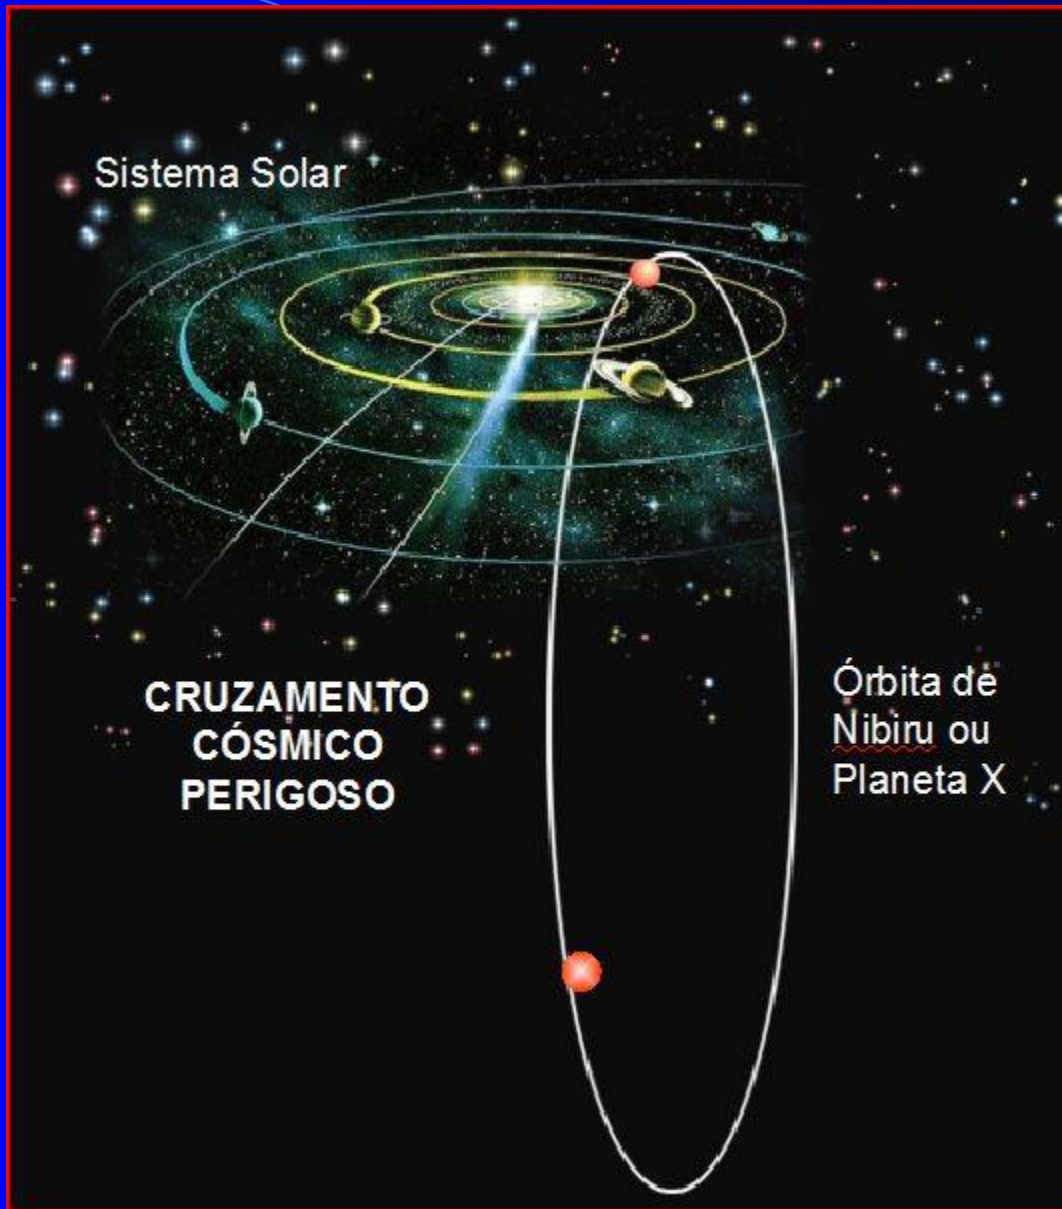 Sistema Solar
CRUZAMENTO
CÓSMICO
PERIGOSO
Órbita de
Nibiru ou
Planeta X